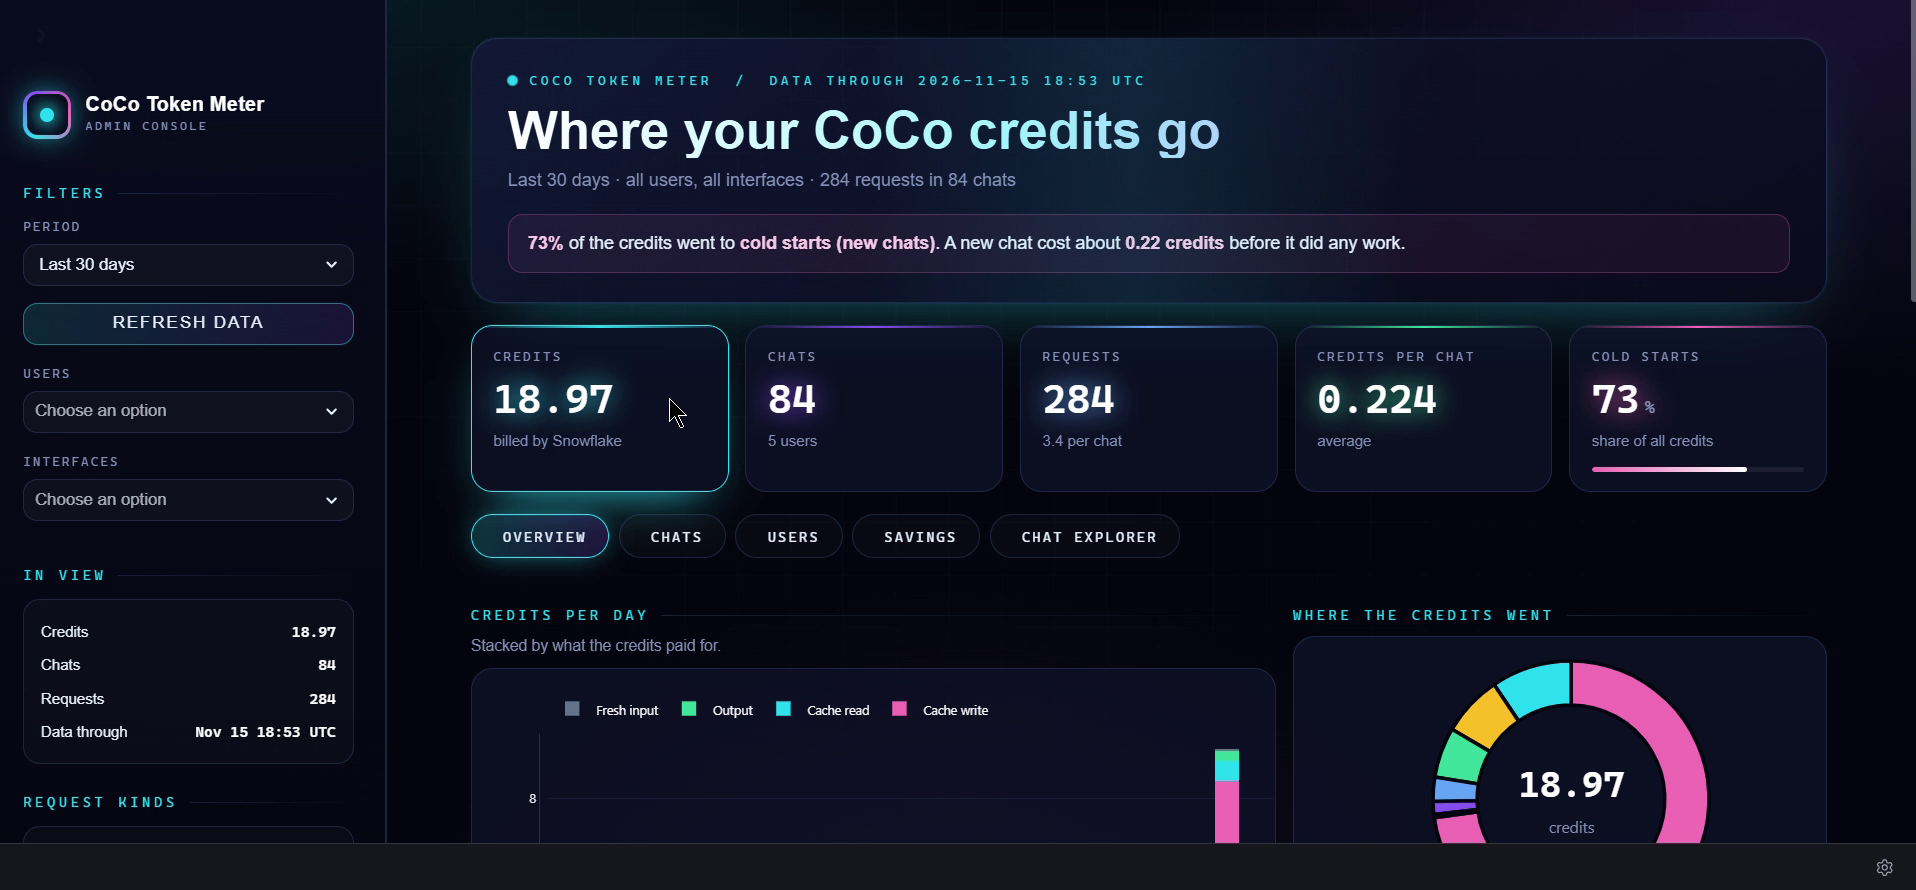 CoCo Token Meter
ADMIN CONSOLE
FILTERS
PERIOD
Last 30 days
REFRESH DATA
USERS
Choose an option
INTERFACES
Choose an option
IN VIEW
Credits 18.97
Chats 84
Requests 284
Data through Nov 15 18:53 UTC
REQUEST KINDS
COCO TOKEN METER / DATA THROUGH 2026-11-15 18:53 UTC
Where your CoCo credits go
Last 30 days · all users, all interfaces · 284 requests in 84 chats
73% of the credits went to cold starts (new chats). A new chat cost about 0.22 credits before it did any work.
CREDITS
18.97
billed by Snowflake
CHATS
84
5 users
REQUESTS
284
3.4 per chat
CREDITS PER CHAT
0.224
average
COLD STARTS
73 %
share of all credits
OVERVIEW CHATS USERS SAVINGS CHAT EXPLORER
CREDITS PER DAY
Stacked by what the credits paid for.
Fresh input Output Cache read Cache write
8
WHERE THE CREDITS WENT
18.97
credits